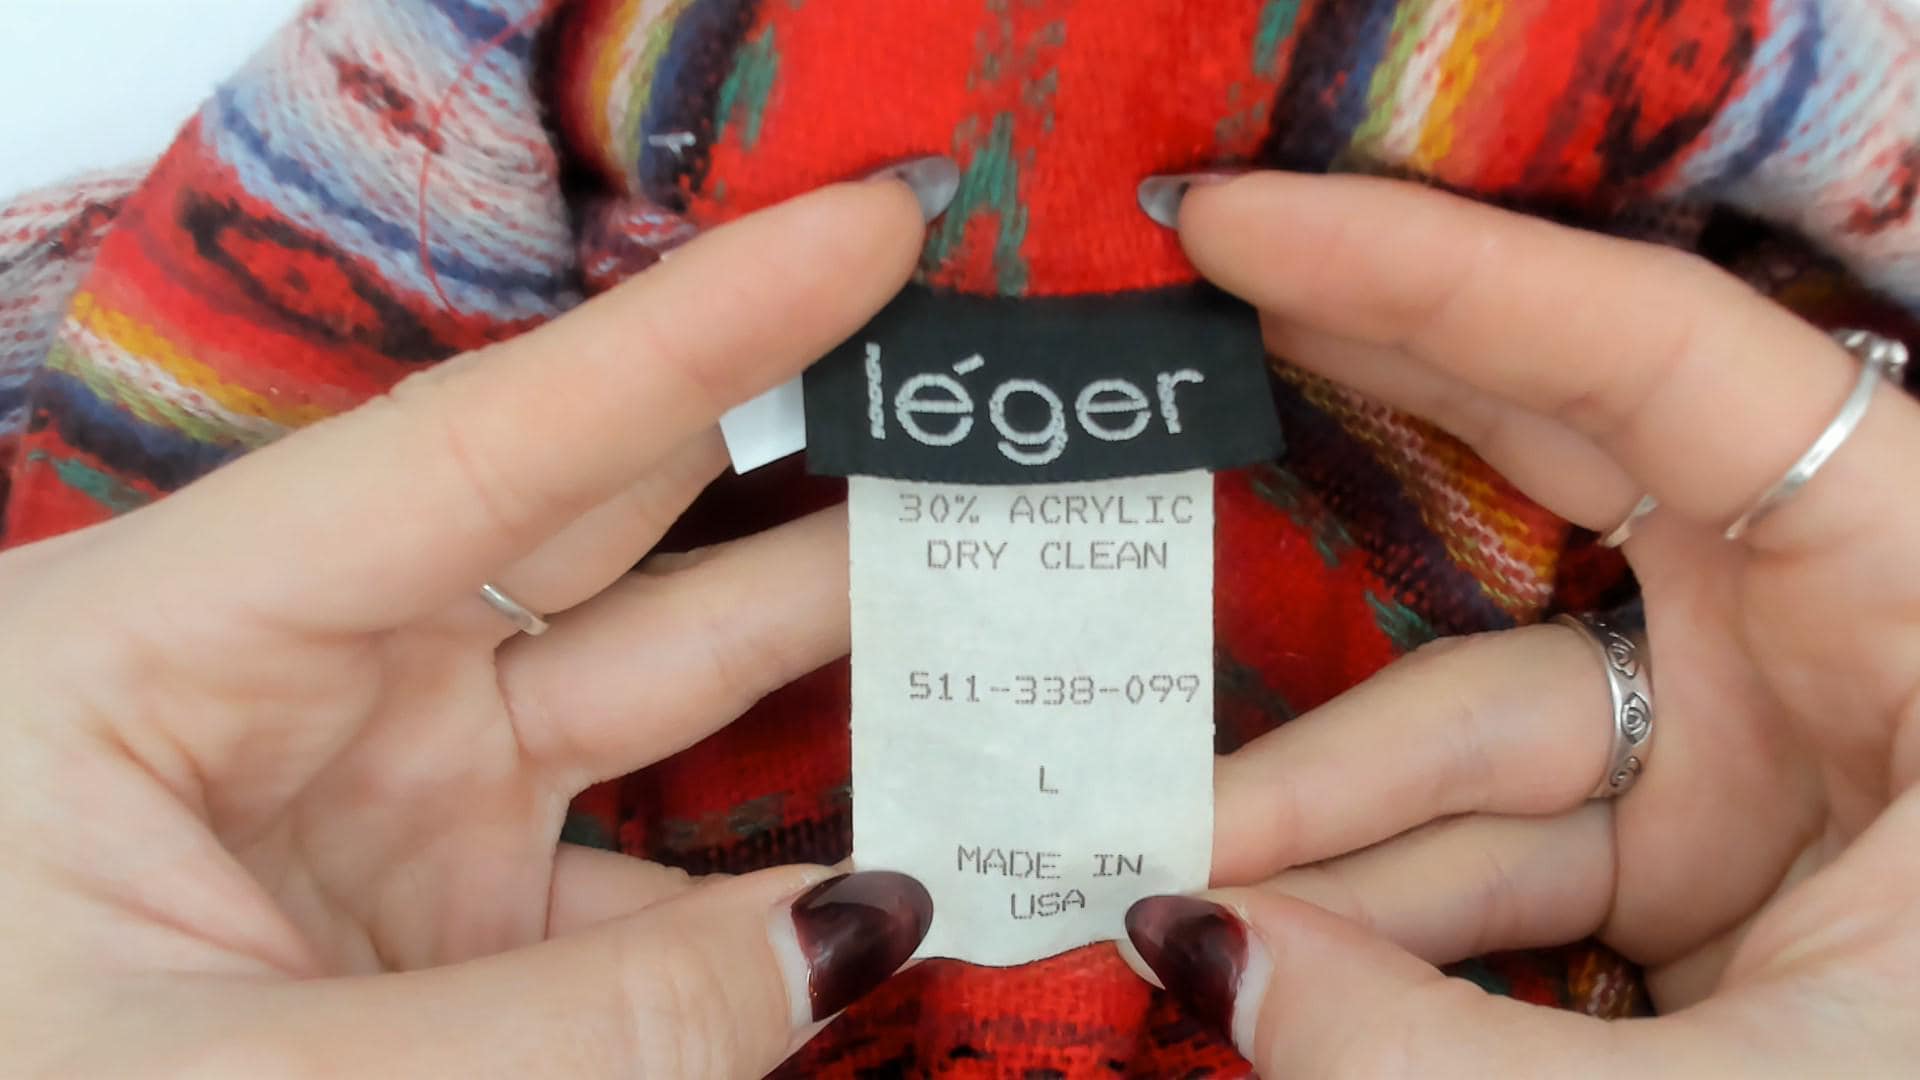 léger
30% ACRYLIC
DRY CLEAN
511-338-099
L
MADE IN
USA